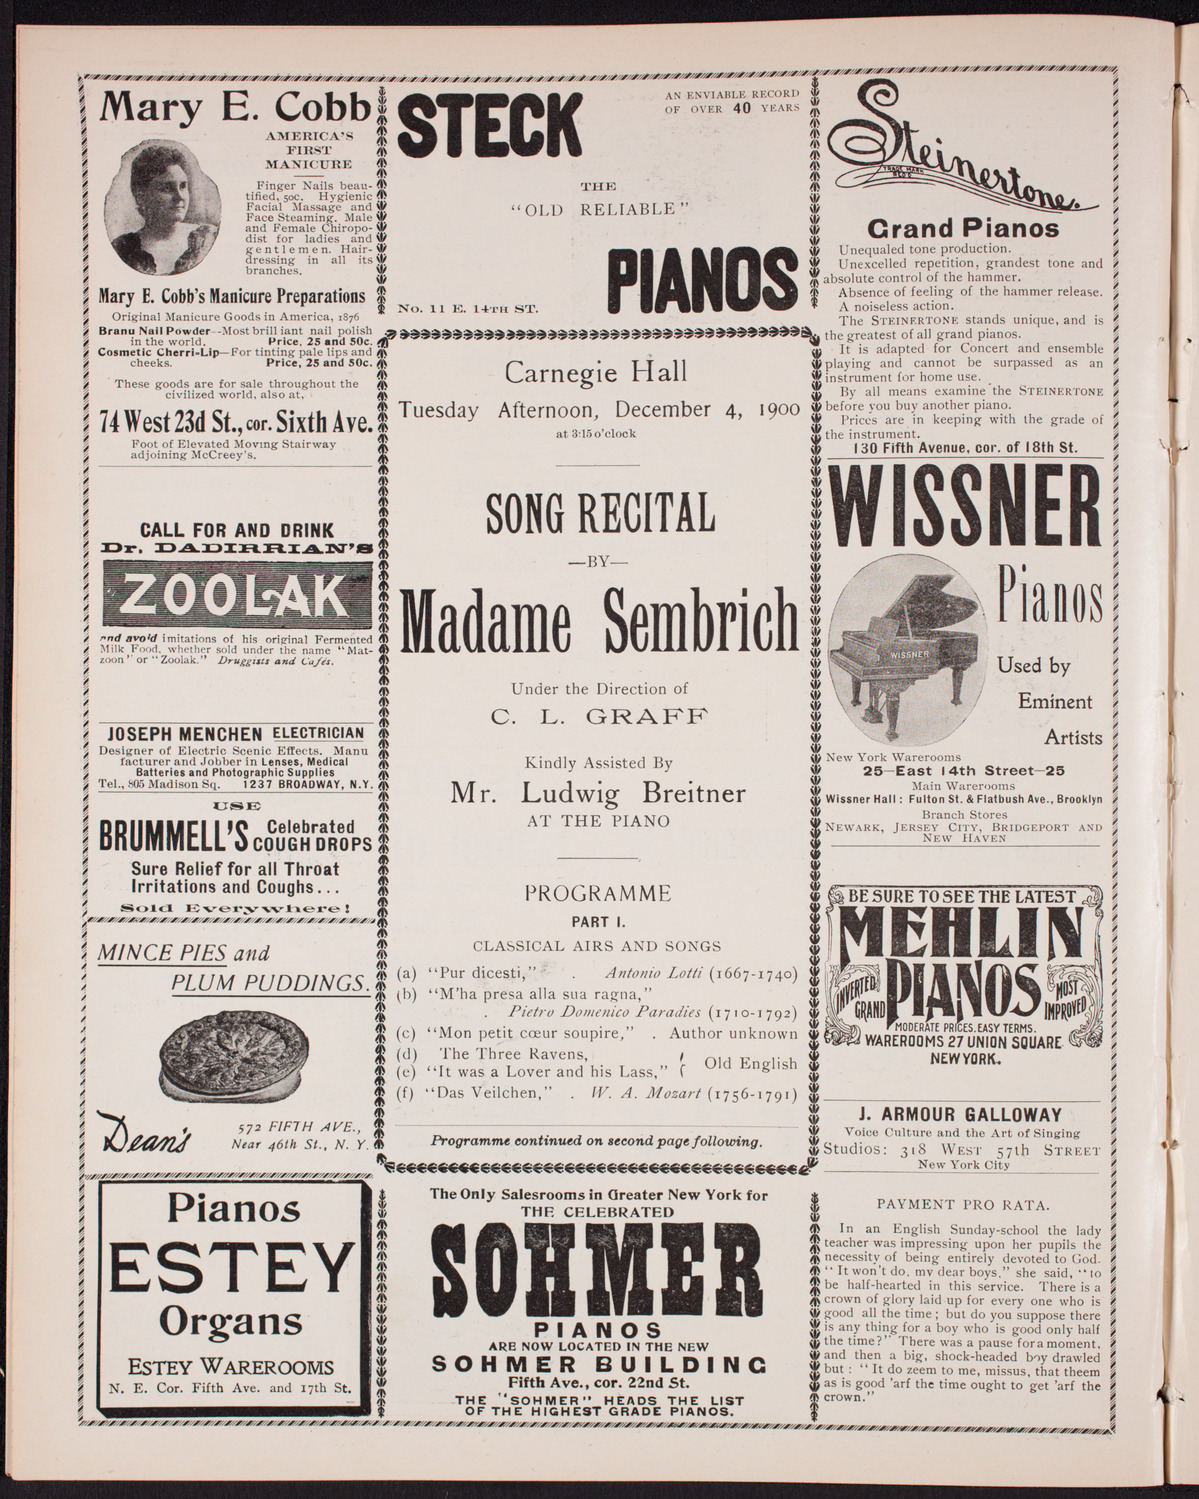 Mary E. Cobb
AMERICA'S
FIRST
MANICURE
Finger Nails beau-
tified, 50c. Hygienic
Facial Massage and
Face Steaming. Male
and Female Chiropo-
dist for ladies and
gentlemen. Hair-
dressing in all its
branches.
Mary E. Cobb's Manicure Preparations
Original Manicure Goods in America, 1876
Branu Nail Powder--Most brilliant nail polish
in the world. Price, 25 and 50c.
Cosmetic Cherri-Lip—For tinting pale lips and
cheeks. Price, 25 and 50c.
These goods are for sale throughout the
civilized world, also at,
74 West 23d St., cor. Sixth Ave.
Foot of Elevated Moving Stairway
adjoining McCreey's.
CALL FOR AND DRINK
Dr. DADIRRIAN'S
ZOOLAK
and avoid imitations of his original Fermented
Milk Food, whether sold under the name "Mat-
zoon" or "Zoolak." Druggists and Cafés.
JOSEPH MENCHEN ELECTRICIAN
Designer of Electric Scenic Effects. Manu
facturer and Jobber in Lenses, Medical
Batteries and Photographic Supplies
Tel., 805 Madison Sq. 1237 BROADWAY, N.Y.
USE
BRUMMELL'S Celebrated
COUGH DROPS
Sure Relief for all Throat
Irritations and Coughs...
Sold Everywhere!
MINCE PIES and
PLUM PUDDINGS.
Dean's
572 FIFTH AVE.,
Near 46th St., N. Y.
Pianos
ESTEY
Organs
ESTEY WAREROOMS
N. E. Cor. Fifth Ave. and 17th St.
STECK
AN ENVIABLE RECORD
OF OVER 40 YEARS
THE
"OLD RELIABLE"
PIANOS
No. 11 E. 14TH ST.
Carnegie Hall
Tuesday Afternoon, December 4, 1900
at 3:15 o'clock
SONG RECITAL
—BY—
Madame Sembrich
Under the Direction of
C. L. GRAFF
Kindly Assisted By
Mr. Ludwig Breitner
AT THE PIANO
PROGRAMME
PART I.
CLASSICAL AIRS AND SONGS
(a) "Pur dicesti," . Antonio Lotti (1667-1740)
(b) "M'ha presa alla sua ragna,"
. Pietro Domenico Paradies (1710-1792)
(c) "Mon petit cœur soupire," . Author unknown
(d) The Three Ravens,
(e) "It was a Lover and his Lass," Old English
(f) "Das Veilchen," . W. A. Mozart (1756-1791)
Programme continued on second page following.
The Only Salesrooms in Greater New York for
THE CELEBRATED
SOHMER
PIANOS
ARE NOW LOCATED IN THE NEW
SOHMER BUILDING
Fifth Ave., cor. 22nd St.
THE "SOHMER" HEADS THE LIST
OF THE HIGHEST GRADE PIANOS.
Steinertone.
TRADE MARK
Grand Pianos
Unequaled tone production.
Unexcelled repetition, grandest tone and
absolute control of the hammer.
Absence of feeling of the hammer release.
A noiseless action.
The STEINERTONE stands unique, and is
the greatest of all grand pianos.
It is adapted for Concert and ensemble
playing and cannot be surpassed as an
instrument for home use.
By all means examine the STEINERTONE
before you buy another piano.
Prices are in keeping with the grade of
the instrument.
130 Fifth Avenue, cor. of 18th St.
WISSNER
WISSNER
Pianos
Used by
Eminent
Artists
New York Warerooms
25—East 14th Street—25
Main Warerooms
Wissner Hall: Fulton St. & Flatbush Ave., Brooklyn
Branch Stores
NEWARK, JERSEY CITY, BRIDGEPORT AND
NEW HAVEN
BE SURE TO SEE THE LATEST
MEHLIN
INVERTED
GRAND
PIANOS
MOST
IMPROVED
MODERATE PRICES. EASY TERMS.
WAREROOMS 27 UNION SQUARE
NEW YORK.
J. ARMOUR GALLOWAY
Voice Culture and the Art of Singing
Studios: 318 WEST 57th STREET
New York City
PAYMENT PRO RATA.
In an English Sunday-school the lady
teacher was impressing upon her pupils the
necessity of being entirely devoted to God.
"It won't do, my dear boys," she said, "to
be half-hearted in this service. There is a
crown of glory laid up for every one who is
good all the time; but do you suppose there
is any thing for a boy who is good only half
the time?" There was a pause for a moment,
and then a big, shock-headed boy drawled
but: "It do zeem to me, missus, that theem
as is good 'arf the time ought to get 'arf the
crown."